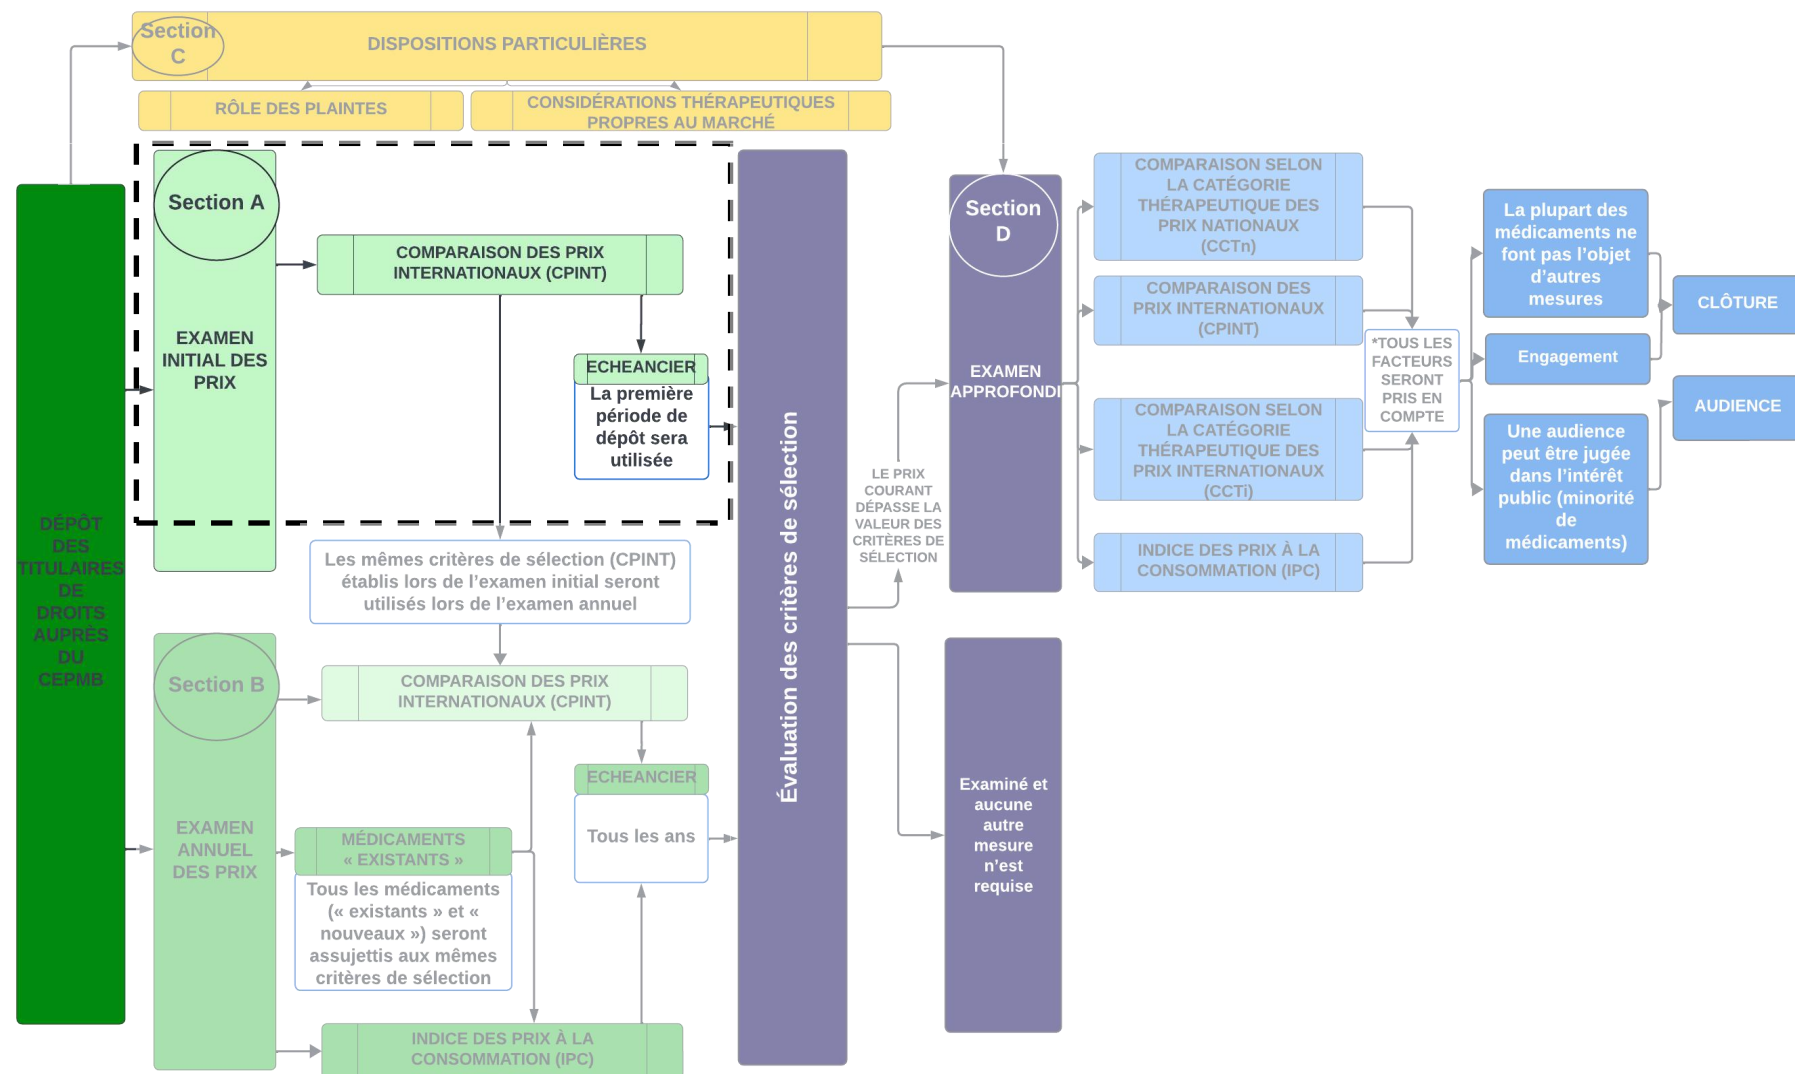 Section
C
DISPOSITIONS PARTICULIÈRES
RÔLE DES PLAINTES
CONSIDÉRATIONS THÉRAPEUTIQUES
PROPRES AU MARCHÉ
DÉPÔT
DES
TITULAIRES
DE
DROITS
AUPRÈS
DU
CEPMB
Section A
EXAMEN
INITIAL DES
PRIX
COMPARAISON DES PRIX
INTERNATIONAUX (CPINT)
ECHEANCIER
La première
période de
dépôt sera
utilisée
Les mêmes critères de sélection (CPINT)
établis lors de l'examen initial seront
utilisés lors de l'examen annuel
Section B
EXAMEN
ANNUEL
DES PRIX
COMPARAISON DES PRIX
INTERNATIONAUX (CPINT)
ECHEANCIER
Tous les ans
MÉDICAMENTS
« EXISTANTS »
Tous les médicaments
(« existants » et «
nouveaux ») seront
assujettis aux mêmes
critères de sélection
INDICE DES PRIX À LA
CONSOMMATION (IPC)
Évaluation des critères de sélection
LE PRIX
COURANT
DÉPASSE LA
VALEUR DES
CRITÈRES DE
SÉLECTION
Section
D
EXAMEN
APPROFONDI
Examiné et
aucune
autre
mesure
n'est
requise
COMPARAISON SELON
LA CATÉGORIE
THÉRAPEUTIQUE DES
PRIX NATIONAUX
(CCTn)
COMPARAISON DES
PRIX INTERNATIONAUX
(CPINT)
COMPARAISON SELON
LA CATÉGORIE
THÉRAPEUTIQUE DES
PRIX INTERNATIONAUX
(CCTi)
INDICE DES PRIX À LA
CONSOMMATION (IPC)
*TOUS LES
FACTEURS
SERONT
PRIS EN
COMPTE
La plupart des
médicaments ne
font pas l'objet
d'autres
mesures
Engagement
Une audience
peut être jugée
dans l'intérêt
public (minorité
de
médicaments)
CLÔTURE
AUDIENCE